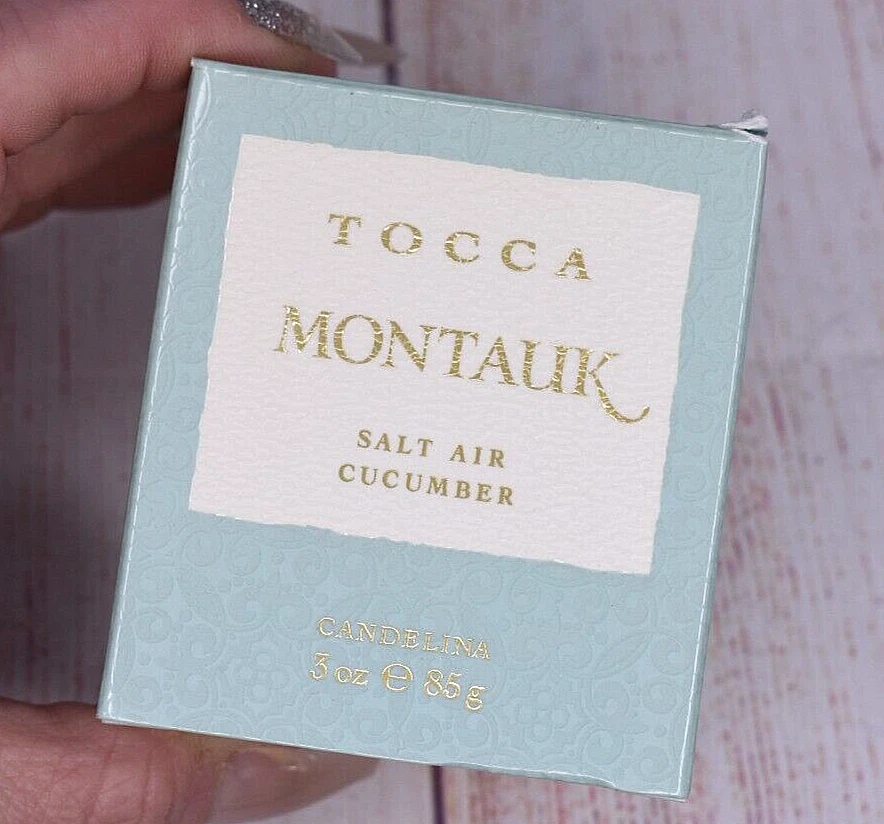 TOCCA
MONTAUK
SALT AIR
CUCUMBER
CANDELINA
3 oz ℮ 85 g